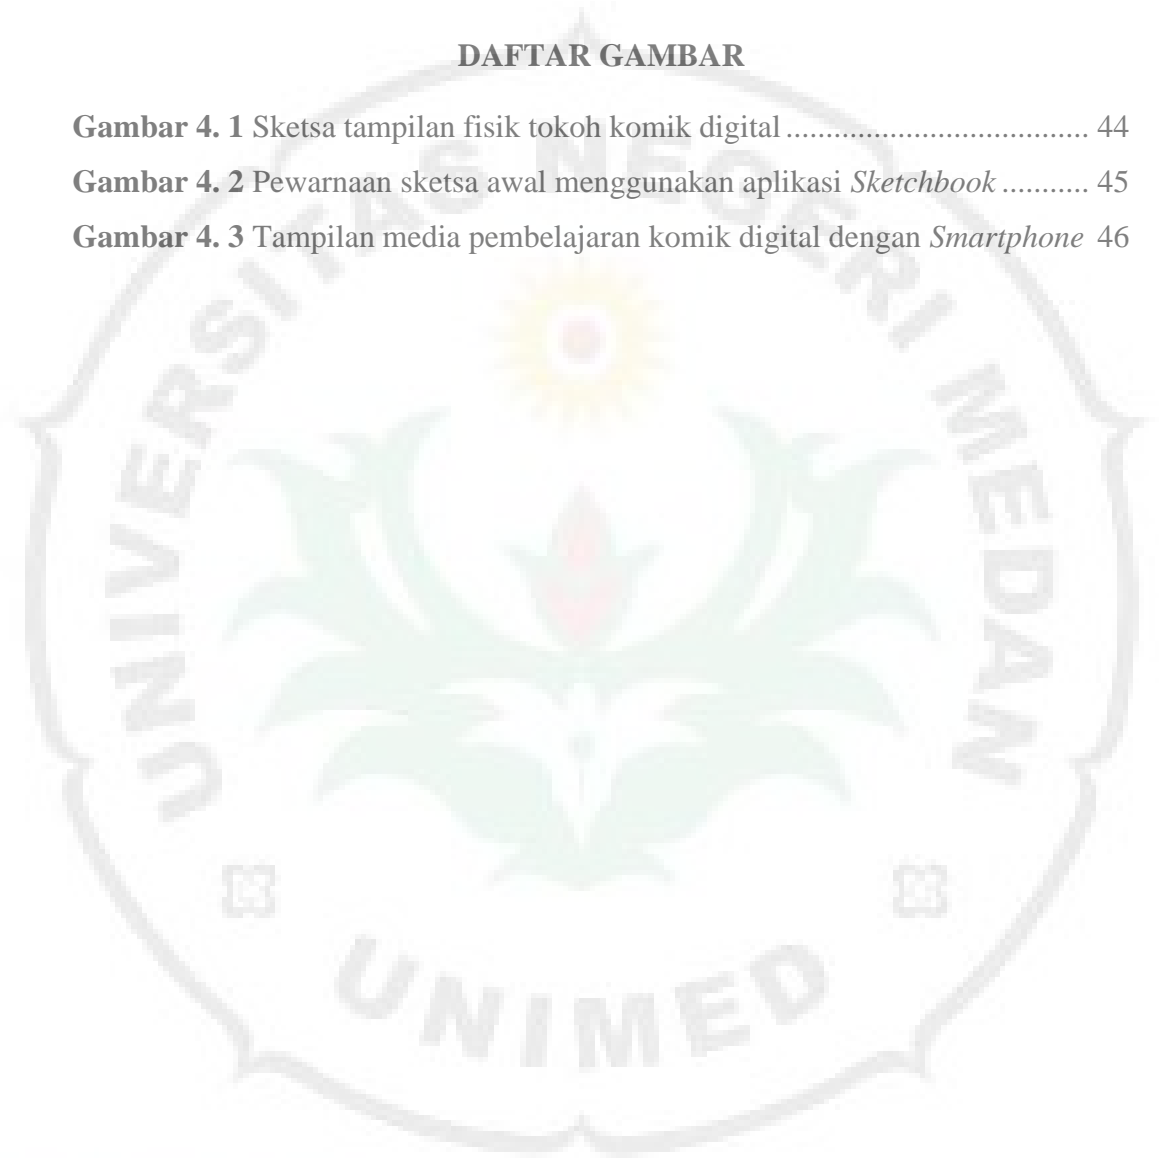 DAFTAR GAMBAR
Gambar 4. 1 Sketsa tampilan fisik tokoh komik digital .................................. 44
Gambar 4. 2 Pewarnaan sketsa awal menggunakan aplikasi Sketchbook ........... 45
Gambar 4. 3 Tampilan media pembelajaran komik digital dengan Smartphone 46
UNIVERSITAS NEGERI MEDAN
UNIMED